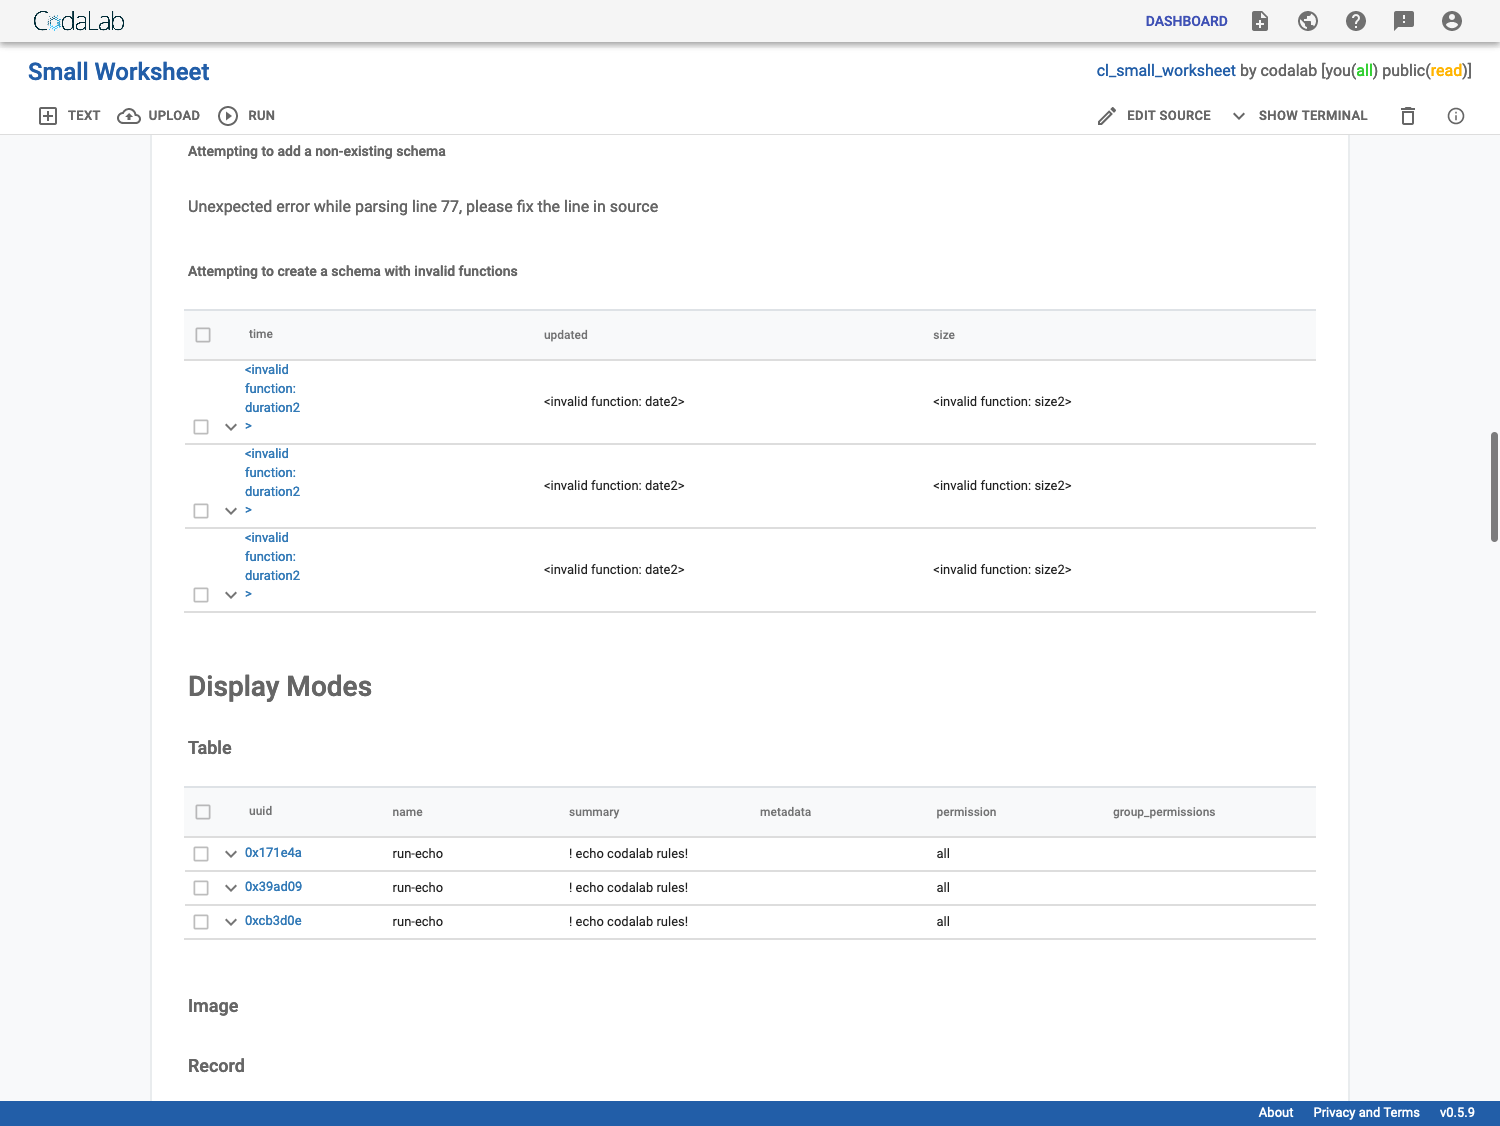 CodaLab
DASHBOARD
Small Worksheet
cl_small_worksheet by codalab [you(all) public(read)]
TEXT UPLOAD RUN
EDIT SOURCE SHOW TERMINAL
Attempting to add a non-existing schema
Unexpected error while parsing line 77, please fix the line in source
Attempting to create a schema with invalid functions
time updated size
<invalid
function:
duration2
>
<invalid function: date2> <invalid function: size2>
<invalid
function:
duration2
>
<invalid function: date2> <invalid function: size2>
<invalid
function:
duration2
>
<invalid function: date2> <invalid function: size2>
Display Modes
Table
uuid name summary metadata permission group_permissions
0x171e4a run-echo ! echo codalab rules! all
0x39ad09 run-echo ! echo codalab rules! all
0xcb3d0e run-echo ! echo codalab rules! all
Image
Record
About Privacy and Terms v0.5.9